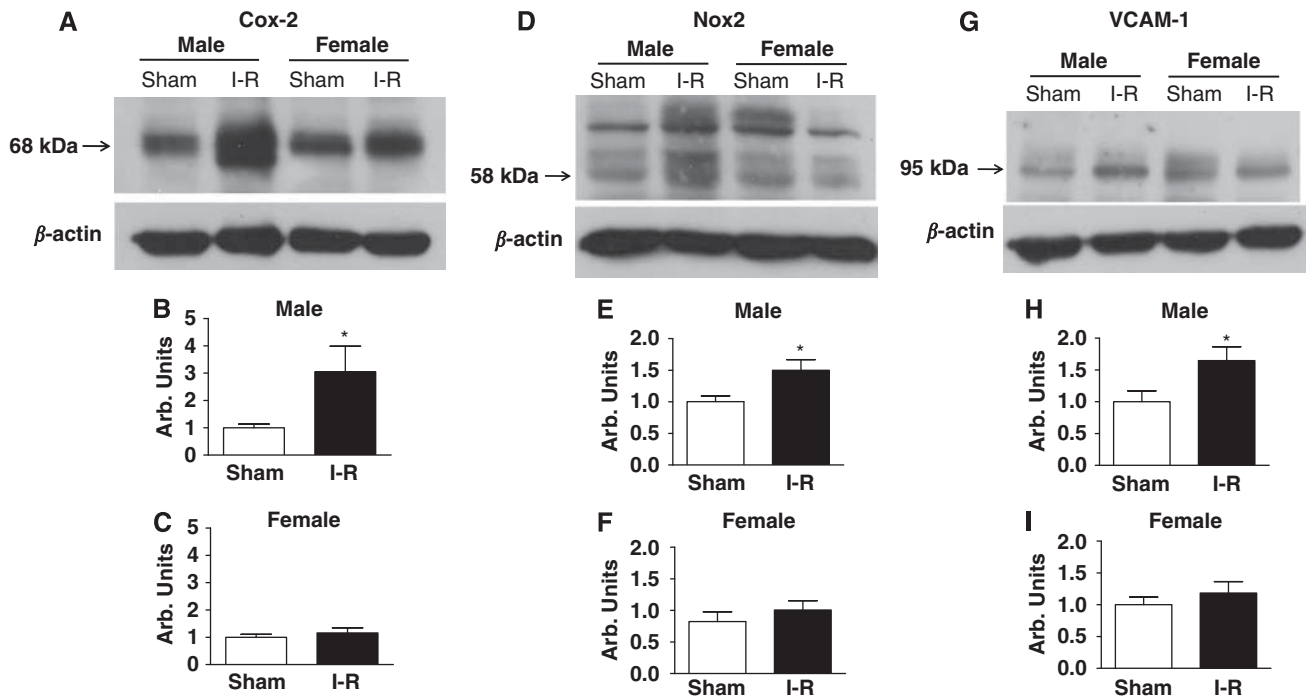 A Cox-2
Male Female
Sham I-R Sham I-R
68 kDa
β-actin
B Male
Arb. Units
5
4
3
2
1
0
*
Sham I-R
C Female
Arb. Units
5
4
3
2
1
0
Sham I-R
D Nox2
Male Female
Sham I-R Sham I-R
58 kDa
β-actin
E Male
Arb. Units
2.0
1.5
1.0
0.5
0.0
*
Sham I-R
F Female
Arb. Units
2.0
1.5
1.0
0.5
0.0
Sham I-R
G VCAM-1
Male Female
Sham I-R Sham I-R
95 kDa
β-actin
H Male
Arb. Units
2.0
1.5
1.0
0.5
0.0
*
Sham I-R
I Female
Arb. Units
2.0
1.5
1.0
0.5
0.0
Sham I-R